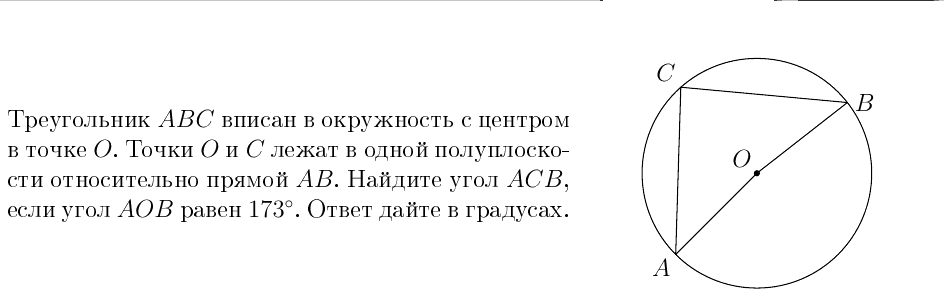 Треугольник ABC вписан в окружность с центром
в точке O. Точки O и C лежат в одной полуплоско-
сти относительно прямой AB. Найдите угол ACB,
если угол AOB равен 173°. Ответ дайте в градусах.
C
B
O
A